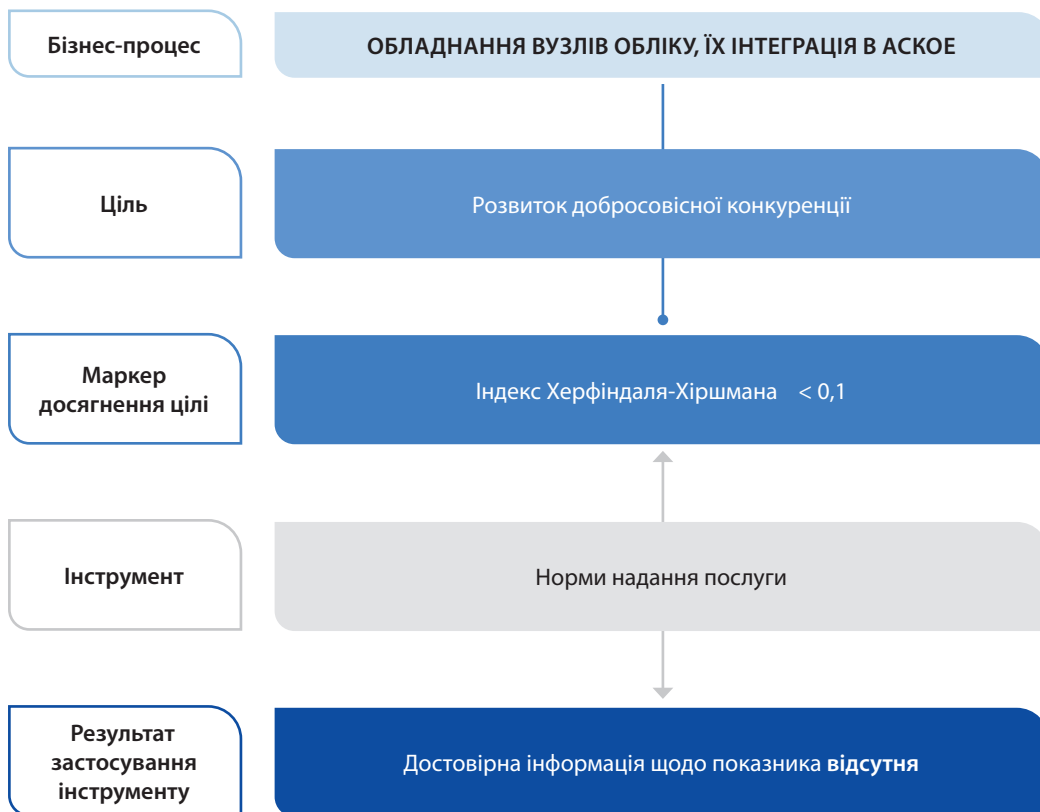 Бізнес-процес
ОБЛАДНАННЯ ВУЗЛІВ ОБЛІКУ, ЇХ ІНТЕГРАЦІЯ В АСКОЕ
Ціль
Розвиток добросовісної конкуренції
Маркер
досягнення цілі
Індекс Херфіндаля-Хіршмана < 0,1
Інструмент
Норми надання послуги
Результат
застосування
інструменту
Достовірна інформація щодо показника відсутня